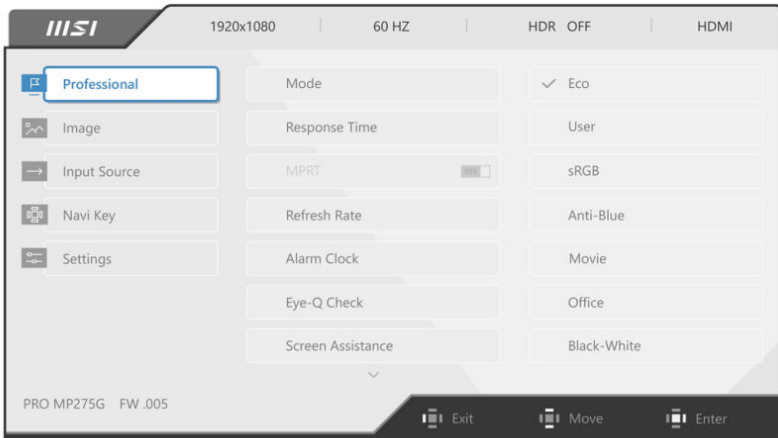 msi
1920x1080 60 HZ HDR OFF HDMI
Professional Mode Eco
Image Response Time User
Input Source MPRT OFF sRGB
Navi Key Refresh Rate Anti-Blue
Settings Alarm Clock Movie
Eye-Q Check Office
Screen Assistance Black-White
PRO MP275G FW .005
Exit Move Enter